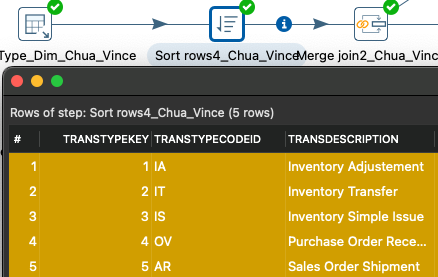 Type_Dim_Chua_Vince Sort rows4_Chua_Vince Merge join2_Chua_Vinc
Rows of step: Sort rows4_Chua_Vince (5 rows)
# TRANSTYPEKEY TRANSTYPECODEID TRANSDESCRIPTION
1 1 IA Inventory Adjustement
2 2 IT Inventory Transfer
3 3 IS Inventory Simple Issue
4 4 OV Purchase Order Rece...
5 5 AR Sales Order Shipment